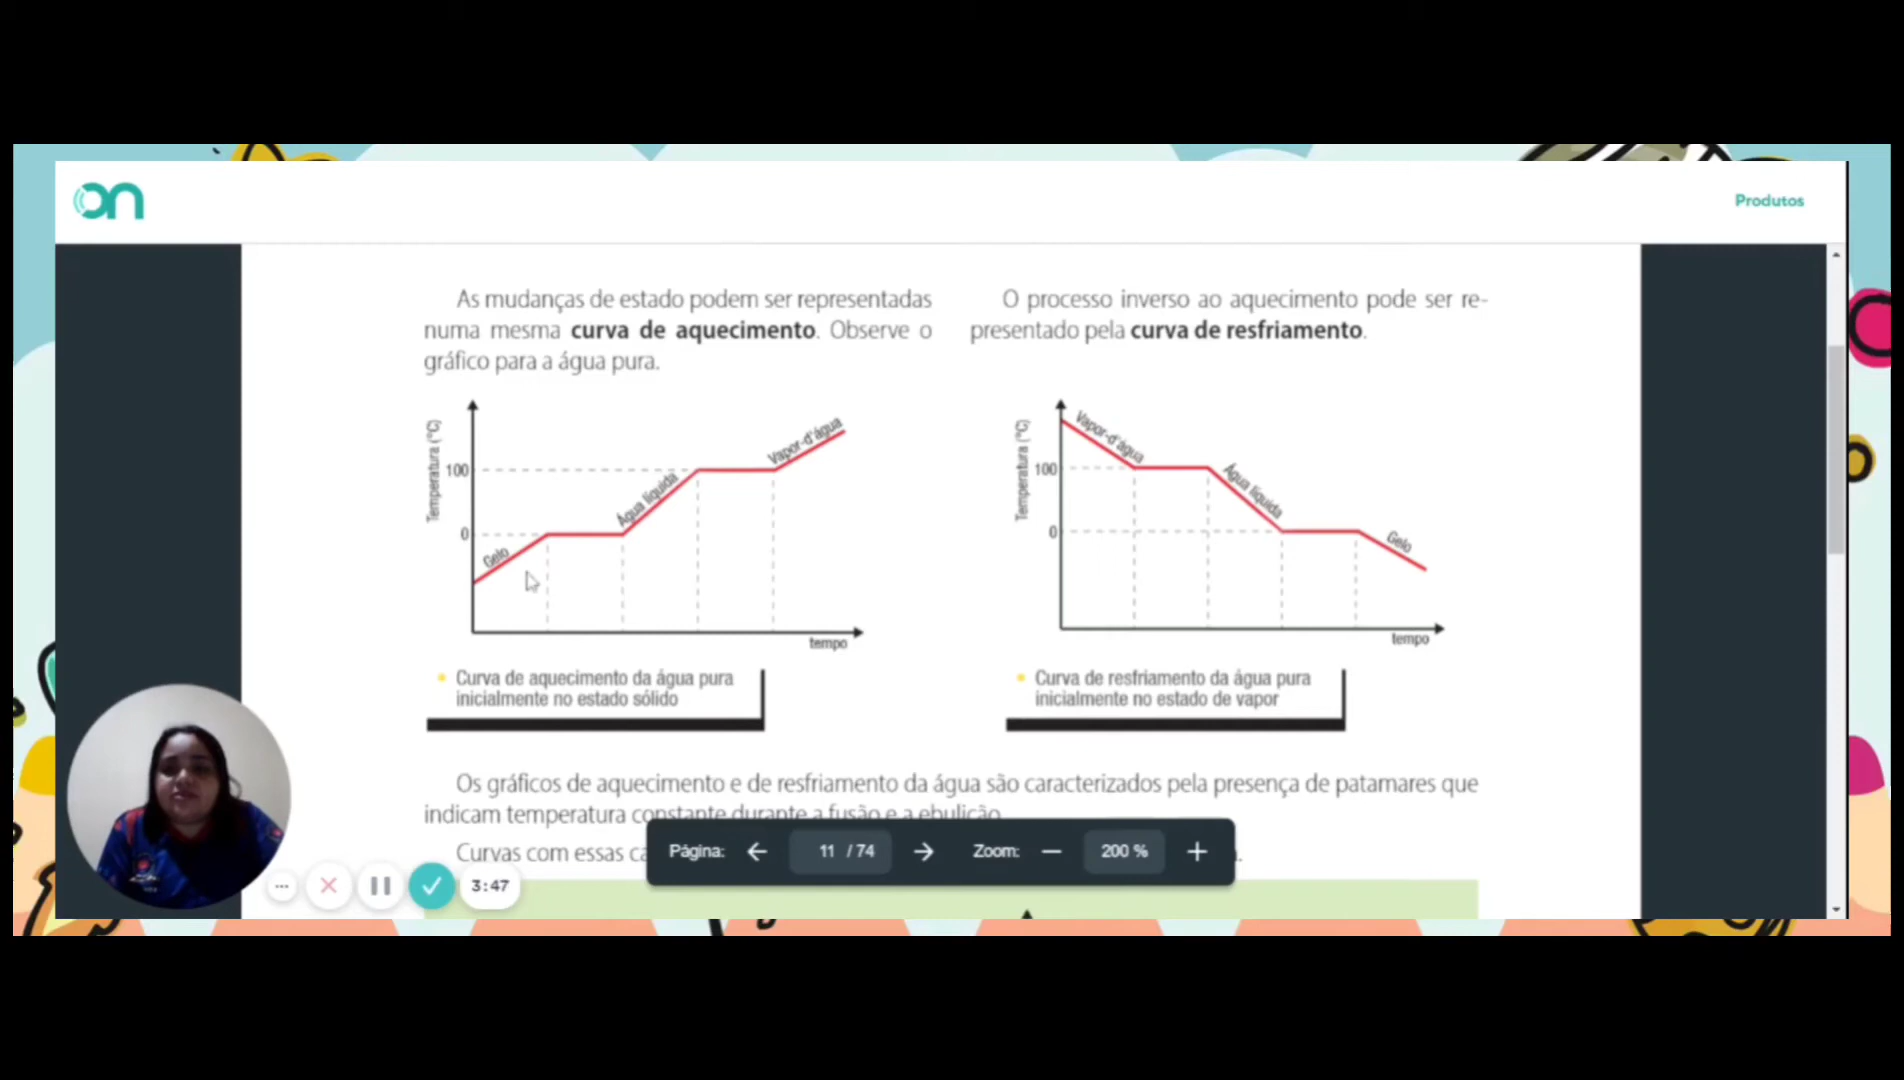 on
Produtos
As mudanças de estado podem ser representadas
numa mesma curva de aquecimento. Observe o
gráfico para a água pura.
O processo inverso ao aquecimento pode ser re-
presentado pela curva de resfriamento.
Temperatura (°C)
100
0
Gelo
Água líquida
Vapor-d'água
tempo
Temperatura (°C)
100
0
Vapor-d'água
Água líquida
Gelo
tempo
• Curva de aquecimento da água pura
inicialmente no estado sólido
• Curva de resfriamento da água pura
inicialmente no estado de vapor
Os gráficos de aquecimento e de resfriamento da água são caracterizados pela presença de patamares que
indicam temperatura constante durante a fusão e a ebulição.
Curvas com essas
Página: 11 / 74 Zoom: 200 %
3:47